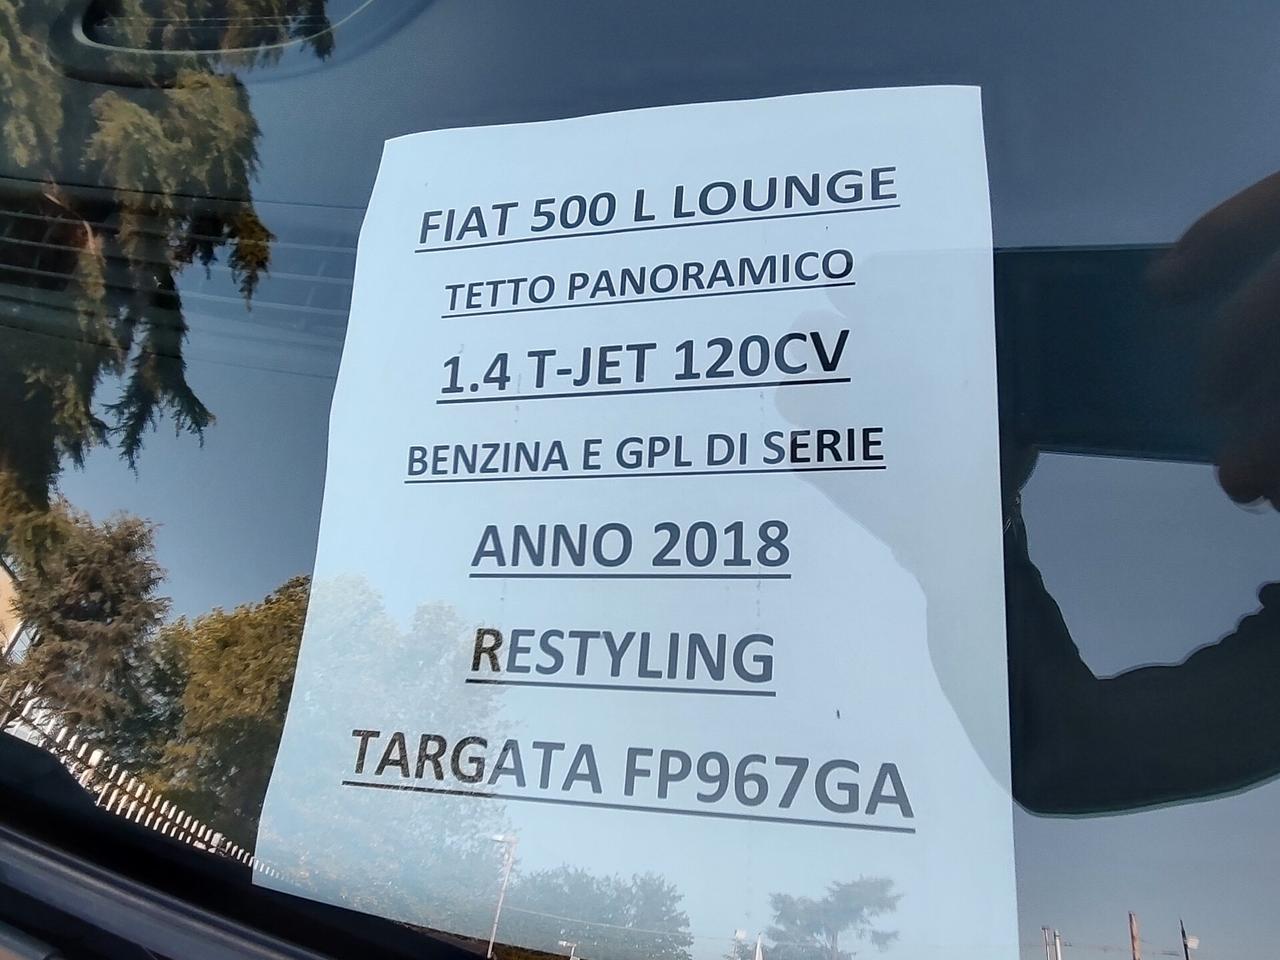 FIAT 500 L LOUNGE
TETTO PANORAMICO
1.4 T-JET 120CV
BENZINA E GPL DI SERIE
ANNO 2018
RESTYLING
TARGATA FP967GA